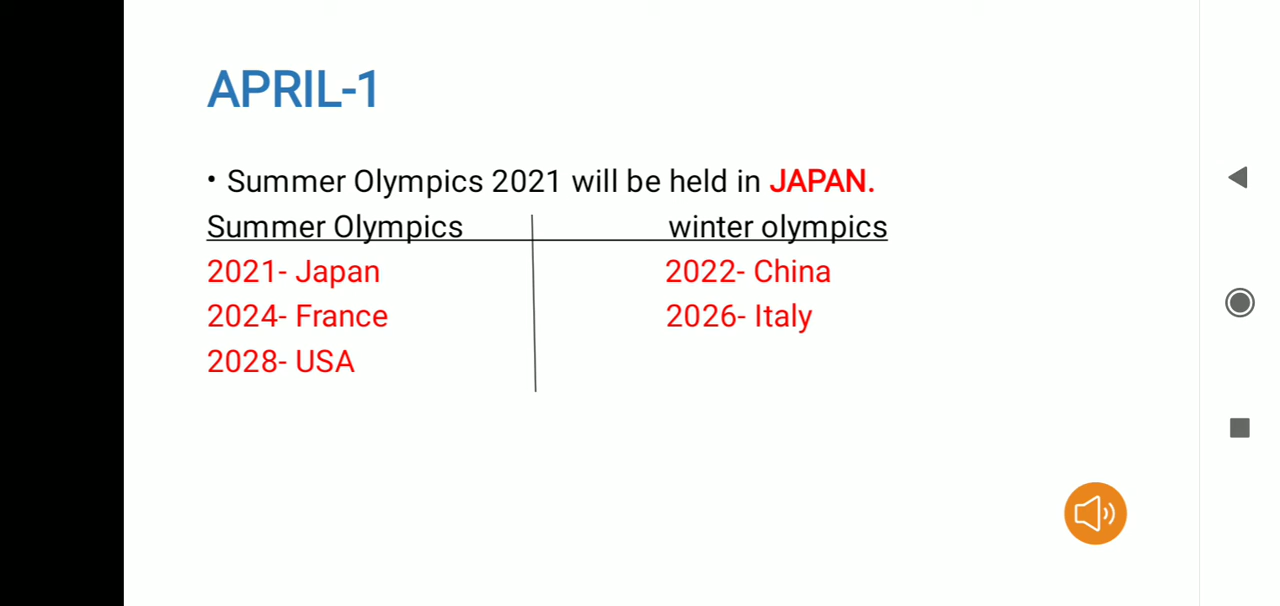 APRIL-1
• Summer Olympics 2021 will be held in JAPAN.
Summer Olympics winter olympics
2021- Japan 2022- China
2024- France 2026- Italy
2028- USA